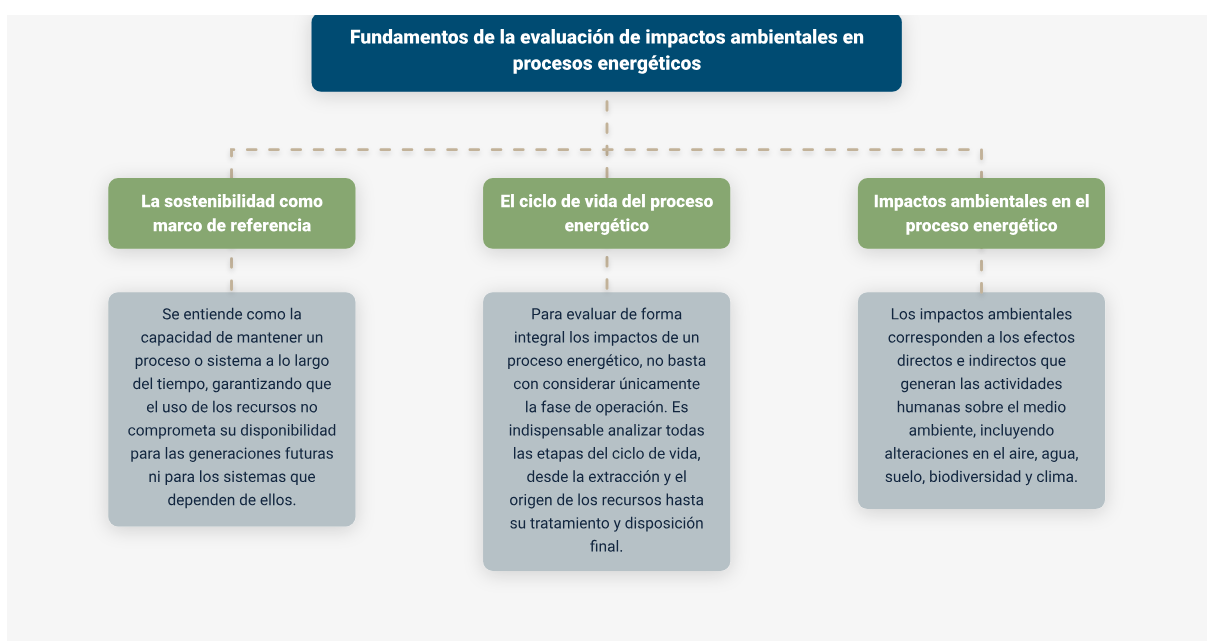 Fundamentos de la evaluación de impactos ambientales en
procesos energéticos
La sostenibilidad como
marco de referencia
Se entiende como la
capacidad de mantener un
proceso o sistema a lo largo
del tiempo, garantizando que
el uso de los recursos no
comprometa su disponibilidad
para las generaciones futuras
ni para los sistemas que
dependen de ellos.
El ciclo de vida del proceso
energético
Para evaluar de forma
integral los impactos de un
proceso energético, no basta
con considerar únicamente
la fase de operación. Es
indispensable analizar todas
las etapas del ciclo de vida,
desde la extracción y el
origen de los recursos hasta
su tratamiento y disposición
final.
Impactos ambientales en el
proceso energético
Los impactos ambientales
corresponden a los efectos
directos e indirectos que
generan las actividades
humanas sobre el medio
ambiente, incluyendo
alteraciones en el aire, agua,
suelo, biodiversidad y clima.